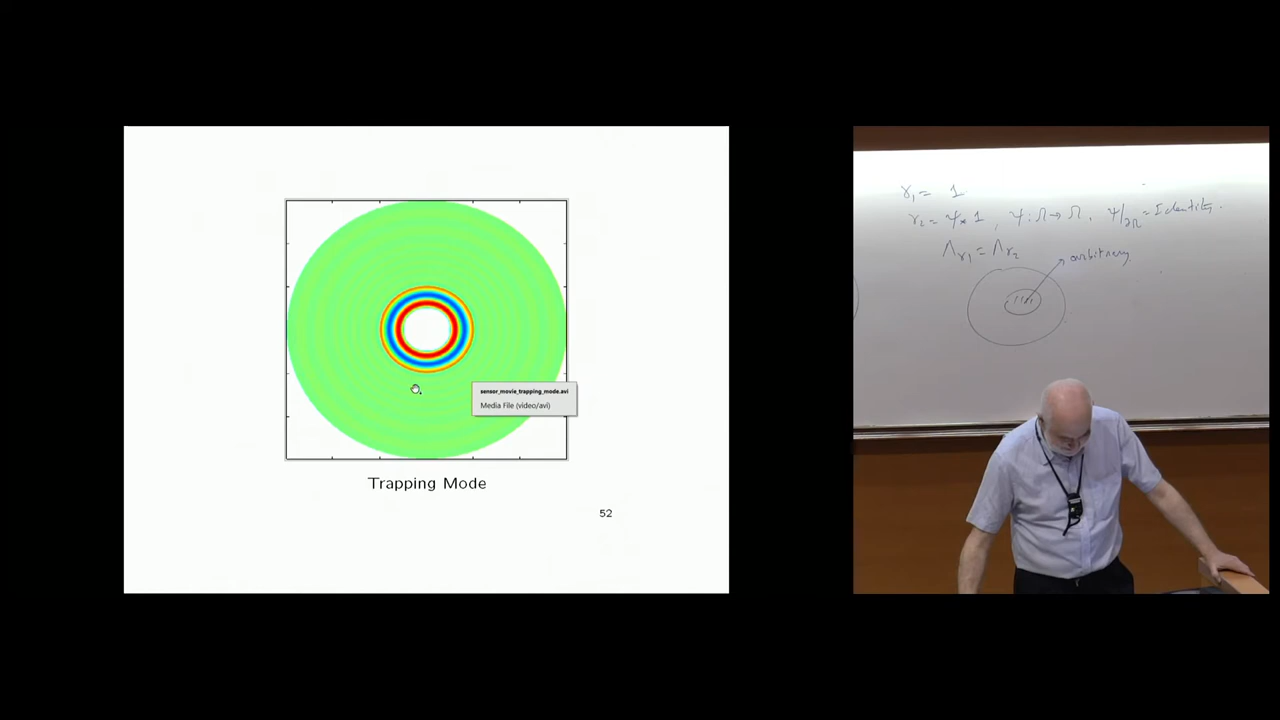 sensor_movie_trapping_mode.avi
Media File (video/avi)
Trapping Mode
52
γ₁ = 1
γ₂ = ψ* 1 , ψ : Ω → Ω , ψ/∂Ω = Identity .
Λγ₁ = Λγ₂
arbitrary